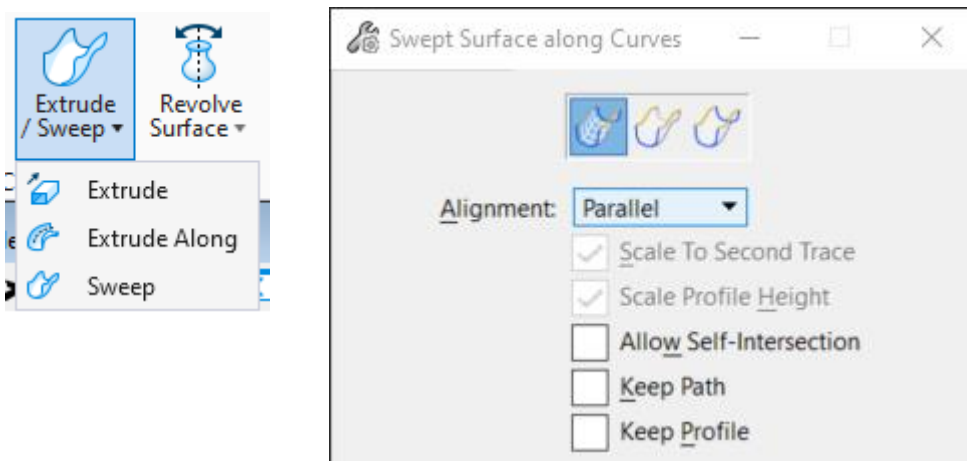 Extrude
/ Sweep
Revolve
Surface
Extrude
Extrude Along
Sweep
Swept Surface along Curves
Alignment: Parallel
Scale To Second Trace
Scale Profile Height
Allow Self-Intersection
Keep Path
Keep Profile